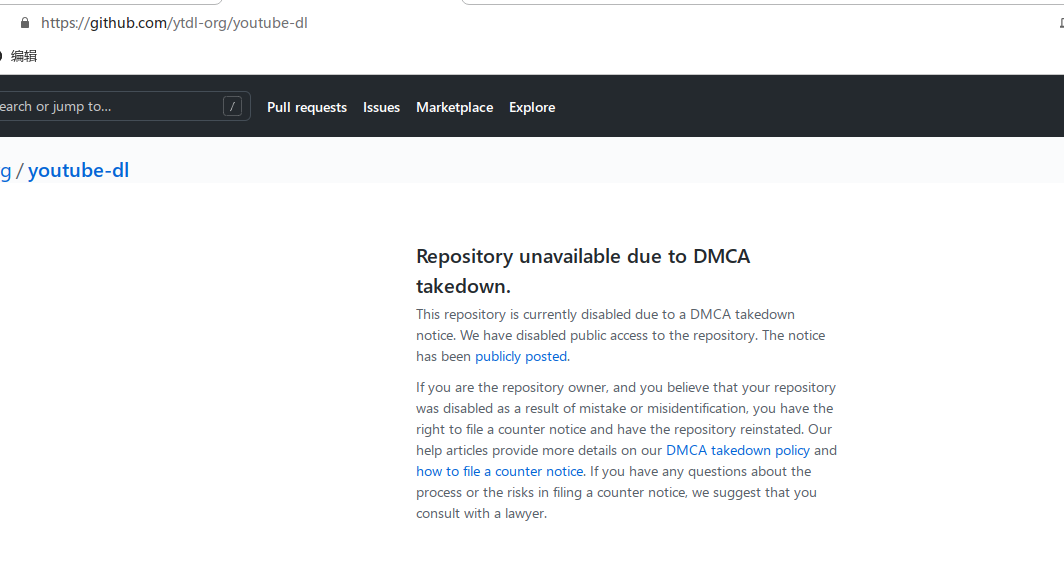 https://github.com/ytdl-org/youtube-dl
编辑
earch or jump to... / Pull requests Issues Marketplace Explore
g / youtube-dl
Repository unavailable due to DMCA
takedown.
This repository is currently disabled due to a DMCA takedown
notice. We have disabled public access to the repository. The notice
has been publicly posted.
If you are the repository owner, and you believe that your repository
was disabled as a result of mistake or misidentification, you have the
right to file a counter notice and have the repository reinstated. Our
help articles provide more details on our DMCA takedown policy and
how to file a counter notice. If you have any questions about the
process or the risks in filing a counter notice, we suggest that you
consult with a lawyer.